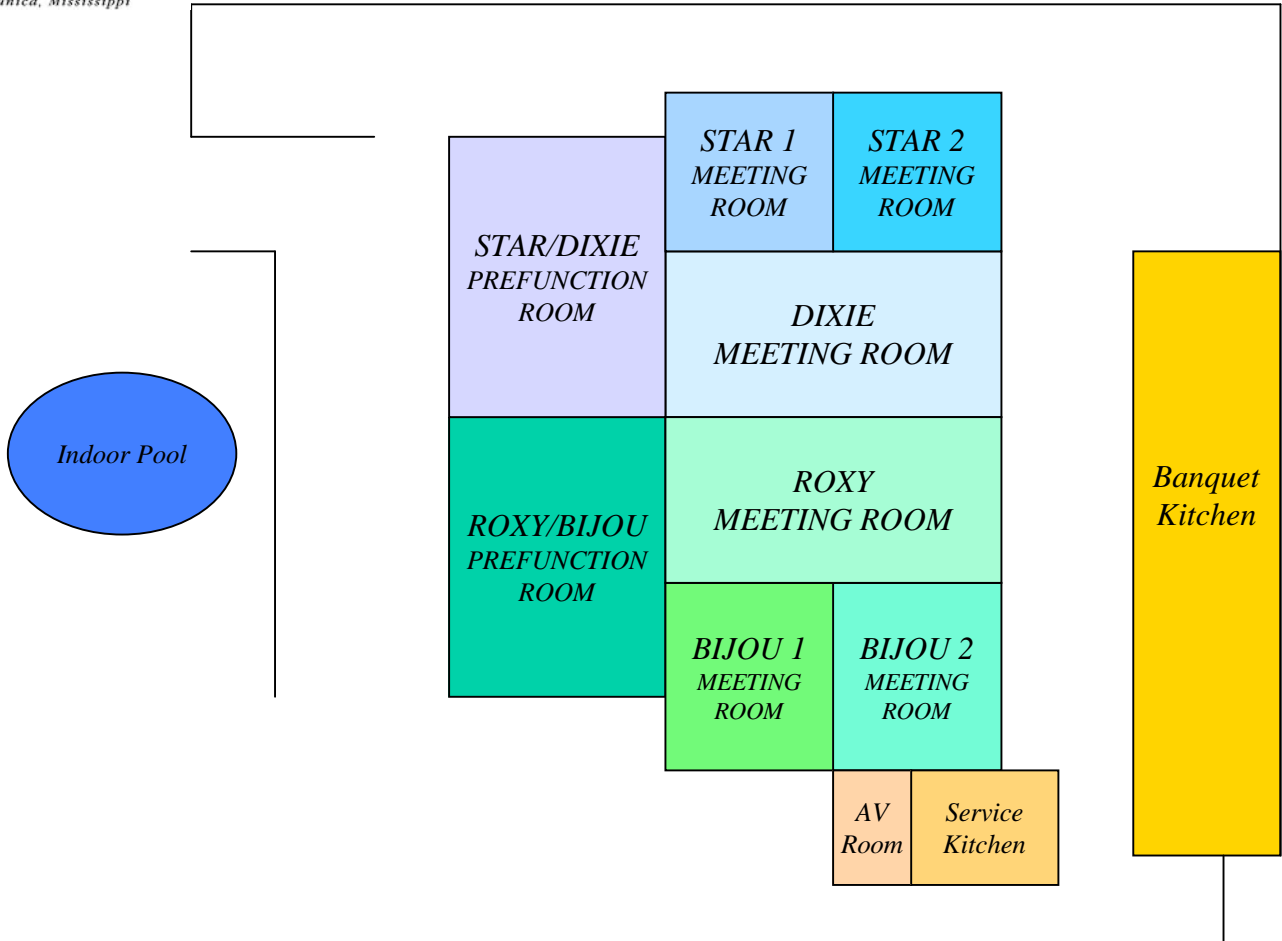 Mississippi
STAR 1
MEETING
ROOM
STAR 2
MEETING
ROOM
STAR/DIXIE
PREFUNCTION
ROOM
DIXIE
MEETING ROOM
Indoor Pool
ROXY/BIJOU
PREFUNCTION
ROOM
ROXY
MEETING ROOM
Banquet
Kitchen
BIJOU 1
MEETING
ROOM
BIJOU 2
MEETING
ROOM
AV
Room
Service
Kitchen